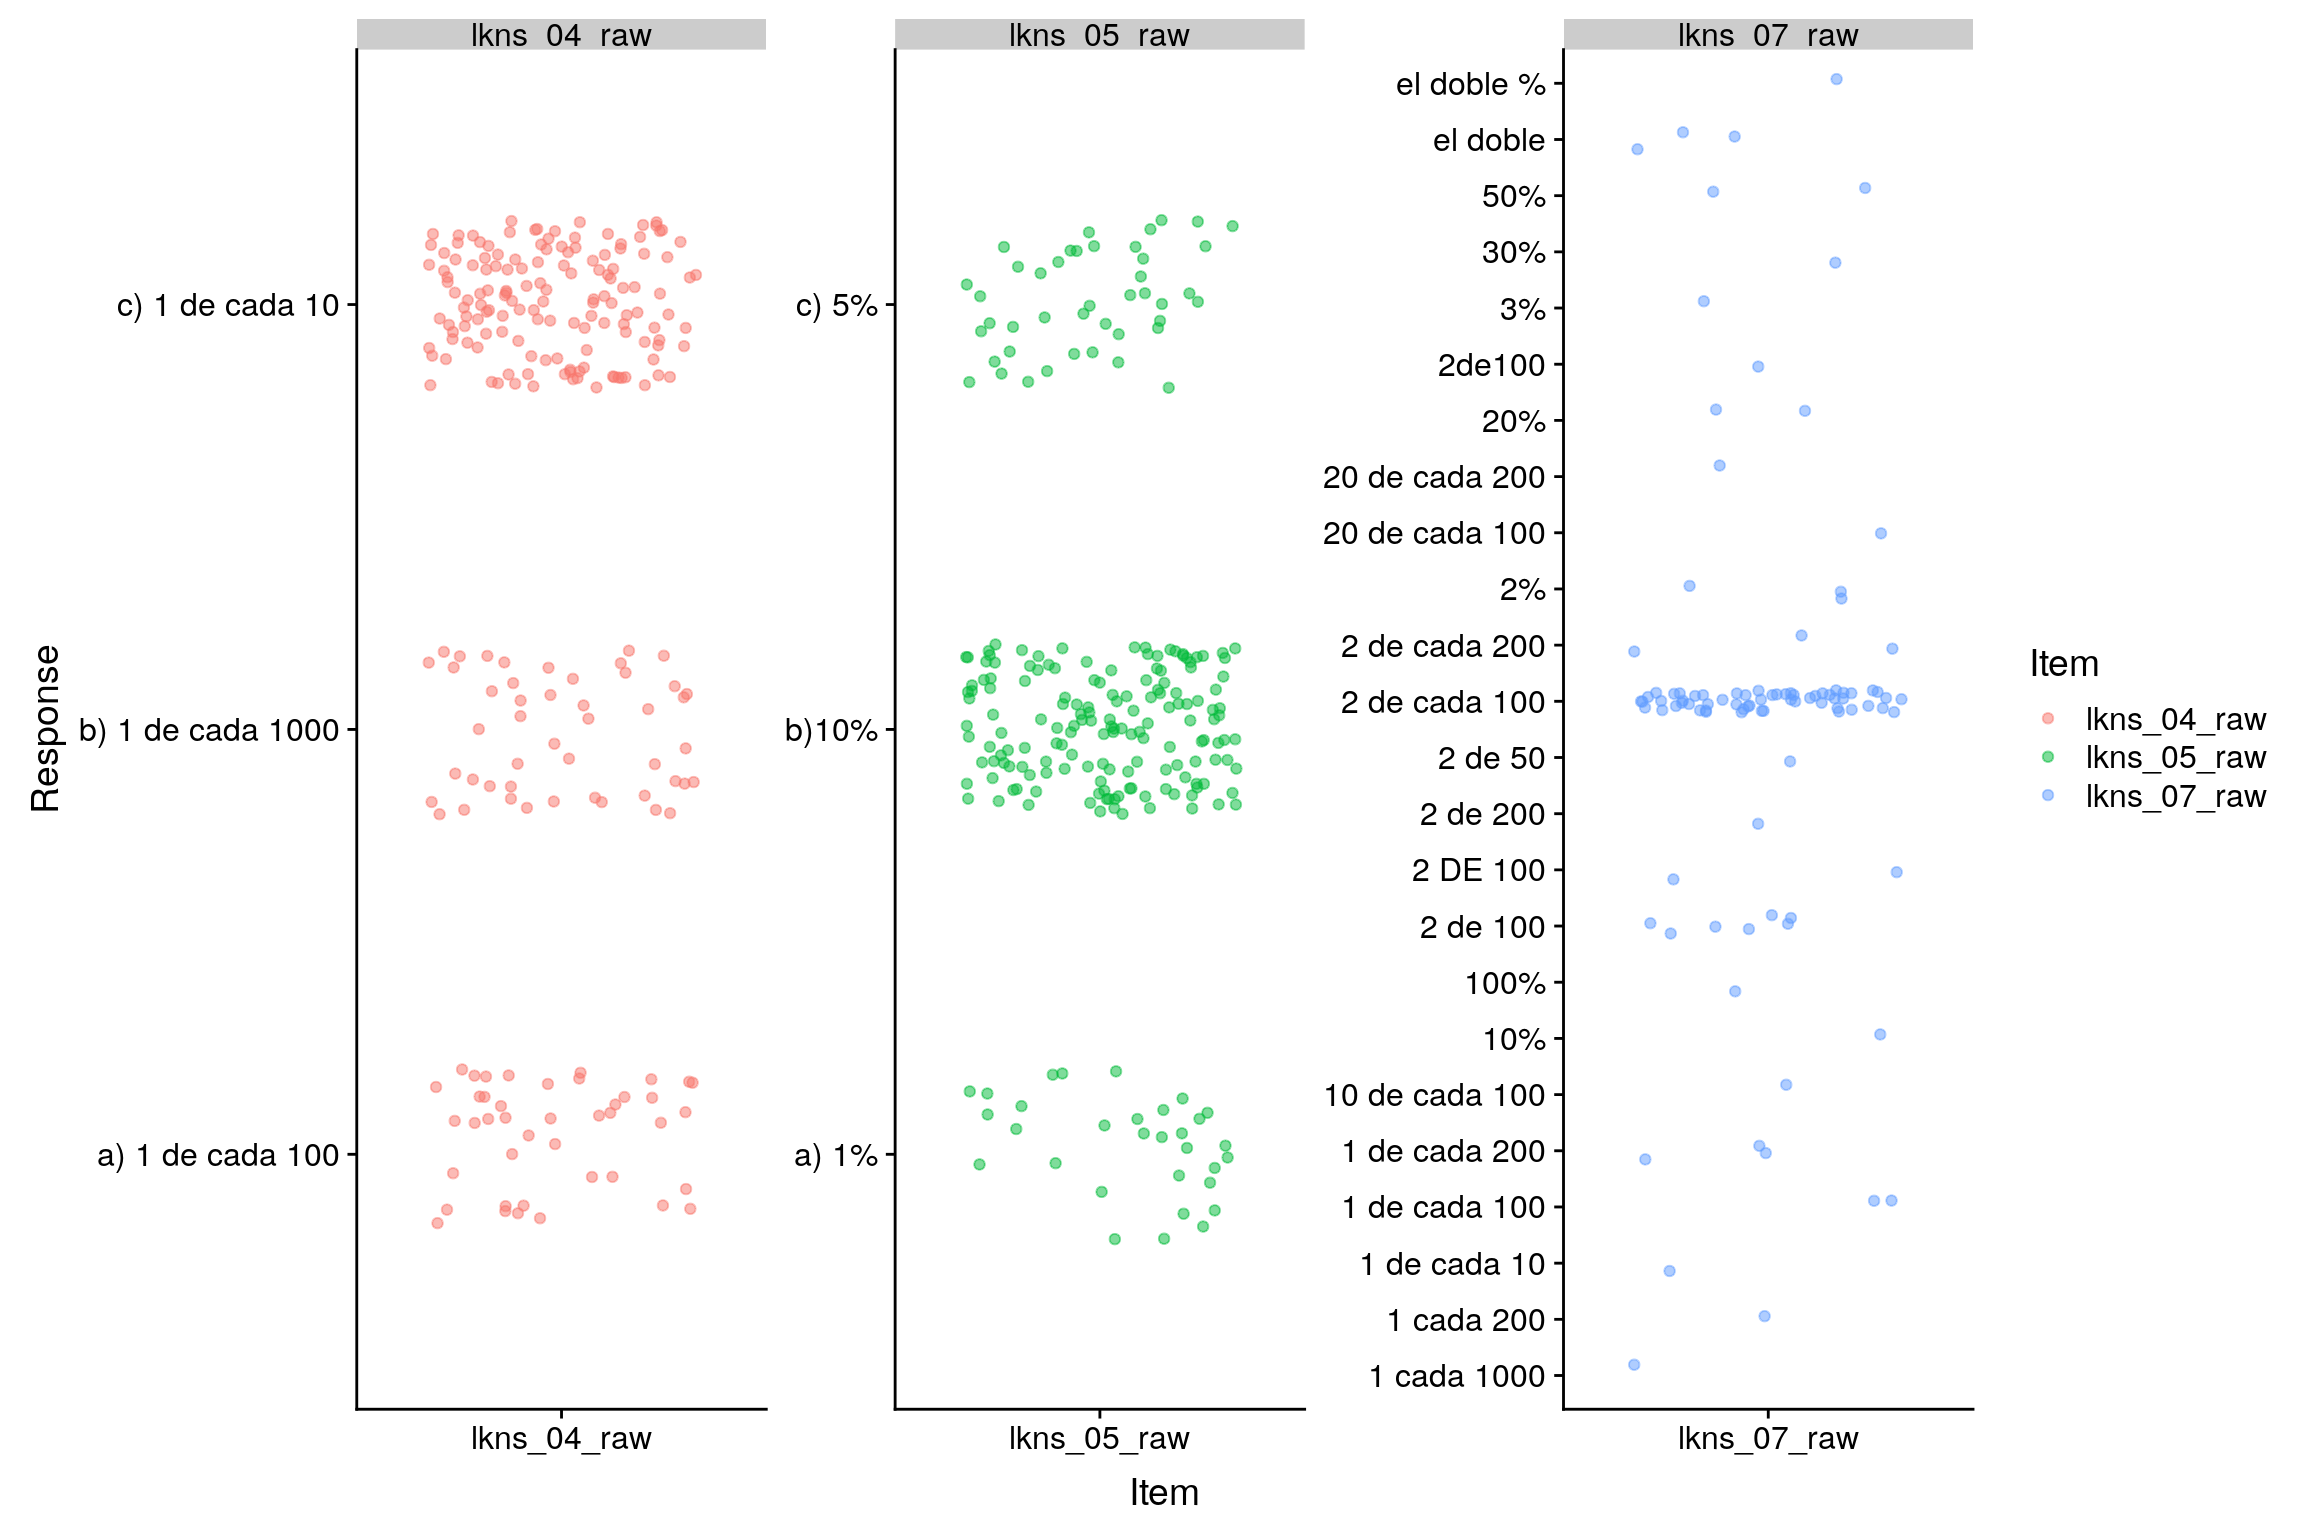 lkns_04_raw
lkns_05_raw
lkns_07_raw
Response
c) 1 de cada 10
b) 1 de cada 1000
a) 1 de cada 100
lkns_04_raw
c) 5%
b)10%
a) 1%
lkns_05_raw
el doble %
el doble
50%
30%
3%
2de100
20%
20 de cada 200
20 de cada 100
2%
2 de cada 200
2 de cada 100
2 de 50
2 de 200
2 DE 100
2 de 100
100%
10%
10 de cada 100
1 de cada 200
1 de cada 100
1 de cada 10
1 cada 200
1 cada 1000
lkns_07_raw
Item
Item
lkns_04_raw
lkns_05_raw
lkns_07_raw